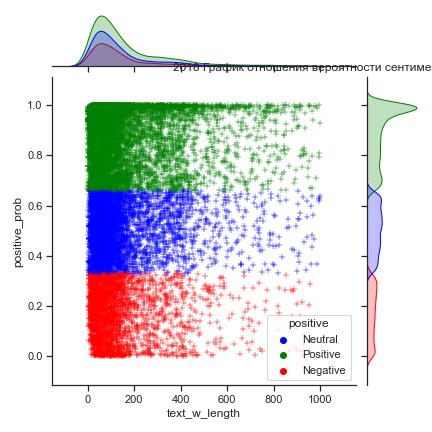 2018 График отношения вероятности сентиме
1.0
0.8
0.6
0.4
0.2
0.0
positive_prob
0
200
400
600
800
1000
text_w_length
positive
Neutral
Positive
Negative